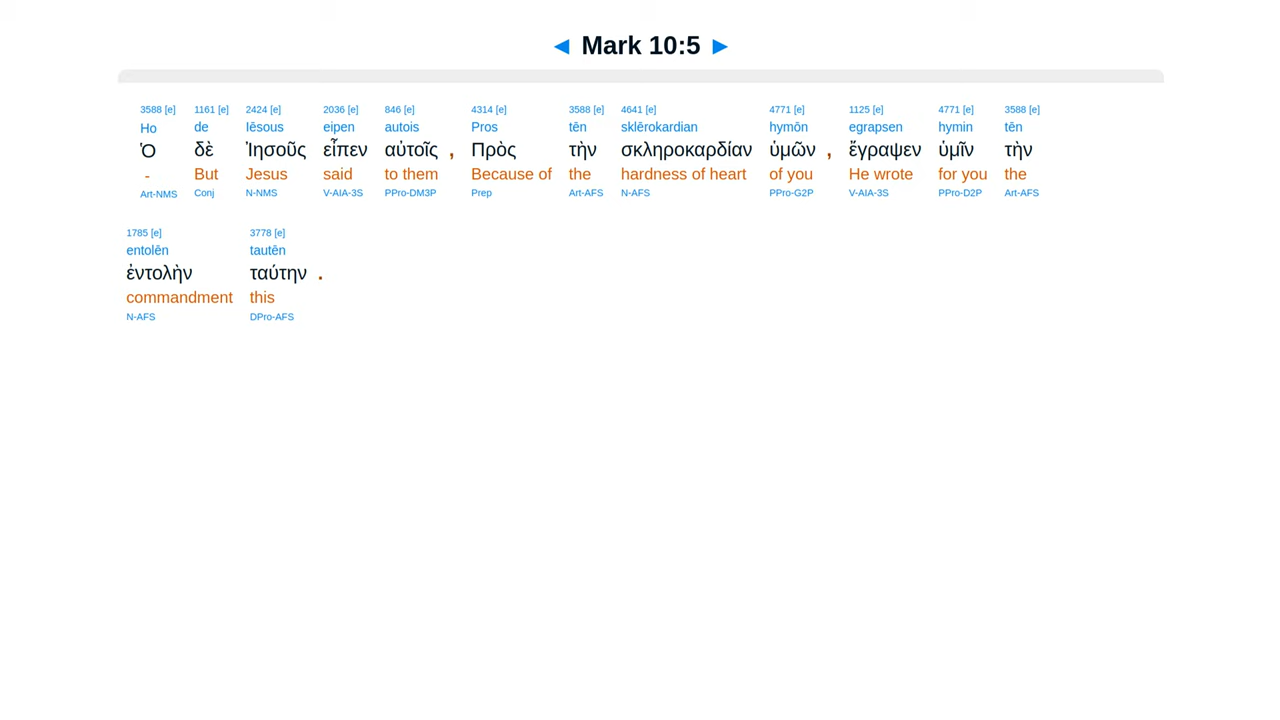 ◄ Mark 10:5 ►
3588 [e] 1161 [e] 2424 [e] 2036 [e] 846 [e] 4314 [e] 3588 [e] 4641 [e] 4771 [e] 1125 [e] 4771 [e] 3588 [e]
Ho de Iēsous eipen autois Pros tēn sklērokardian hymōn egrapsen hymin tēn
Ὁ δὲ Ἰησοῦς εἶπεν αὐτοῖς , Πρὸς τὴν σκληροκαρδίαν ὑμῶν , ἔγραψεν ὑμῖν τὴν
- But Jesus said to them Because of the hardness of heart of you He wrote for you the
Art-NMS Conj N-NMS V-AIA-3S PPro-DM3P Prep Art-AFS N-AFS PPro-G2P V-AIA-3S PPro-D2P Art-AFS
1785 [e] 3778 [e]
entolēn tautēn
ἐντολὴν ταύτην .
commandment this
N-AFS DPro-AFS